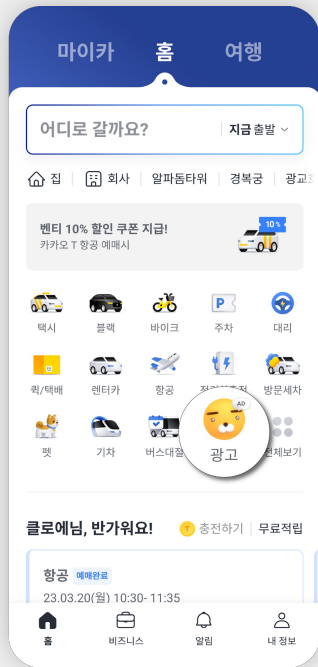 마이카 홈 여행
어디로 갈까요? 지금 출발
집 회사 알파돔타워 경복궁 광교
벤티 10% 할인 쿠폰 지급!
카카오 T 항공 예매시
10%
택시 블랙 바이크 주차 대리
P
퀵/택배 렌터카 항공 방문세차
AD
펫 기차 버스대절 광고 전체보기
클로에님, 반가워요! T 충전하기 무료적립
항공 예매완료
23.03.20(월) 10:30- 11:35
홈 비즈니스 알림 내 정보